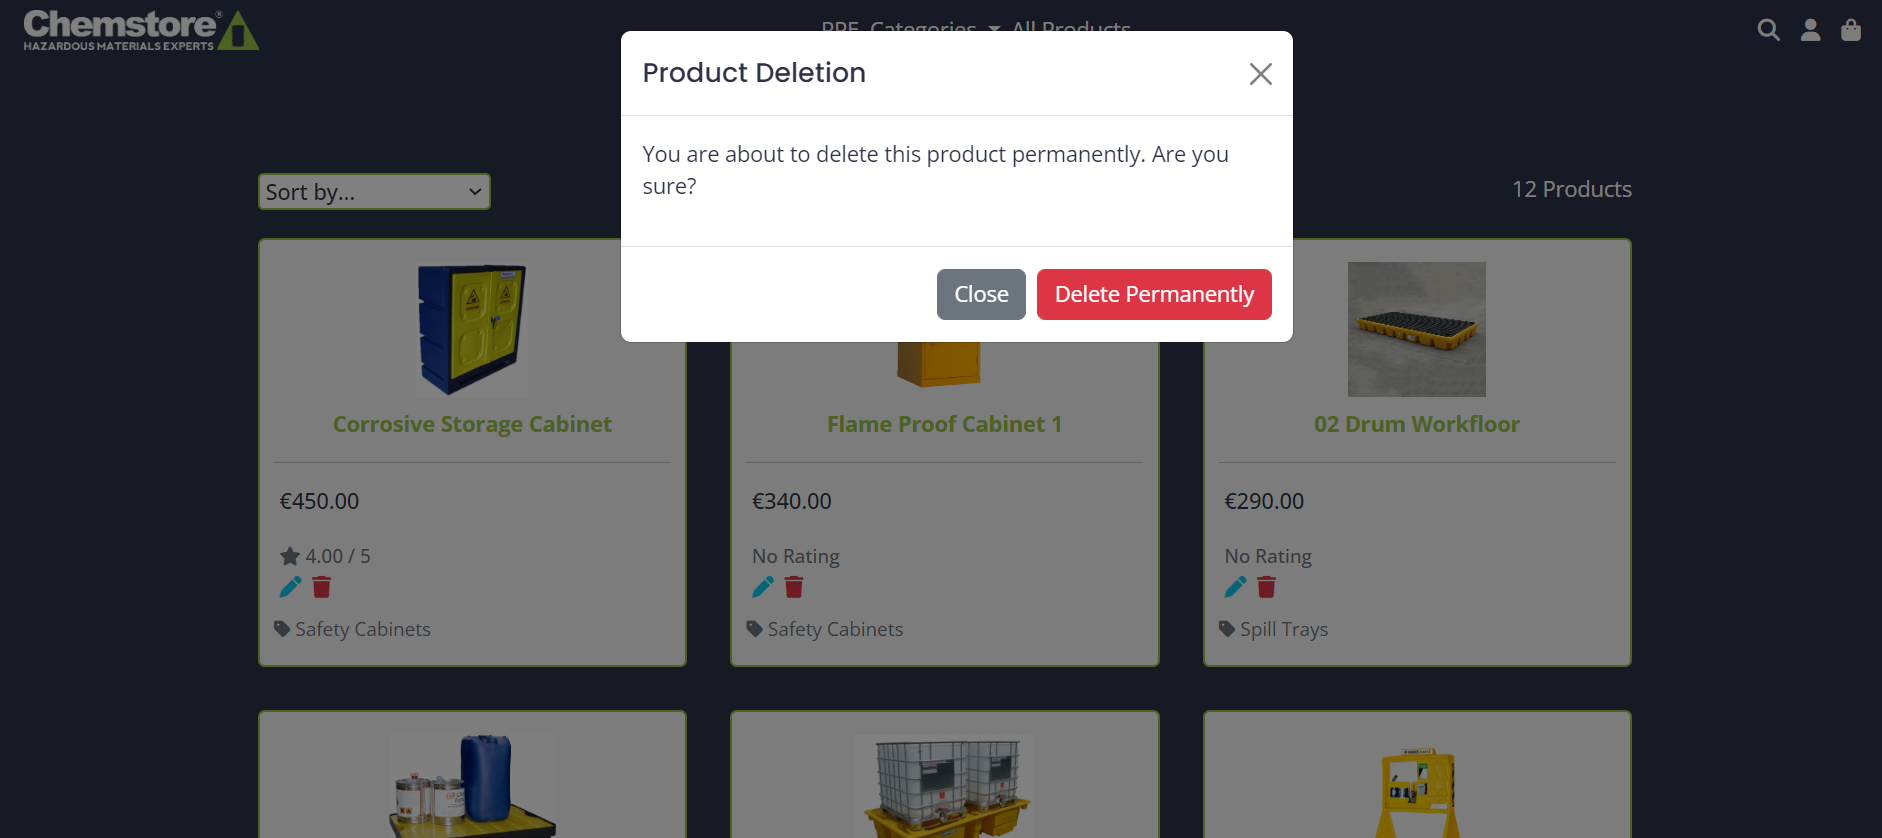 Chemstore®
HAZARDOUS MATERIALS EXPERTS
PPE Categories All Products
Product Deletion
You are about to delete this product permanently. Are you
sure?
Close Delete Permanently
Sort by...
12 Products
Corrosive Storage Cabinet
€450.00
4.00 / 5
Safety Cabinets
Flame Proof Cabinet 1
€340.00
No Rating
Safety Cabinets
02 Drum Workfloor
€290.00
No Rating
Spill Trays